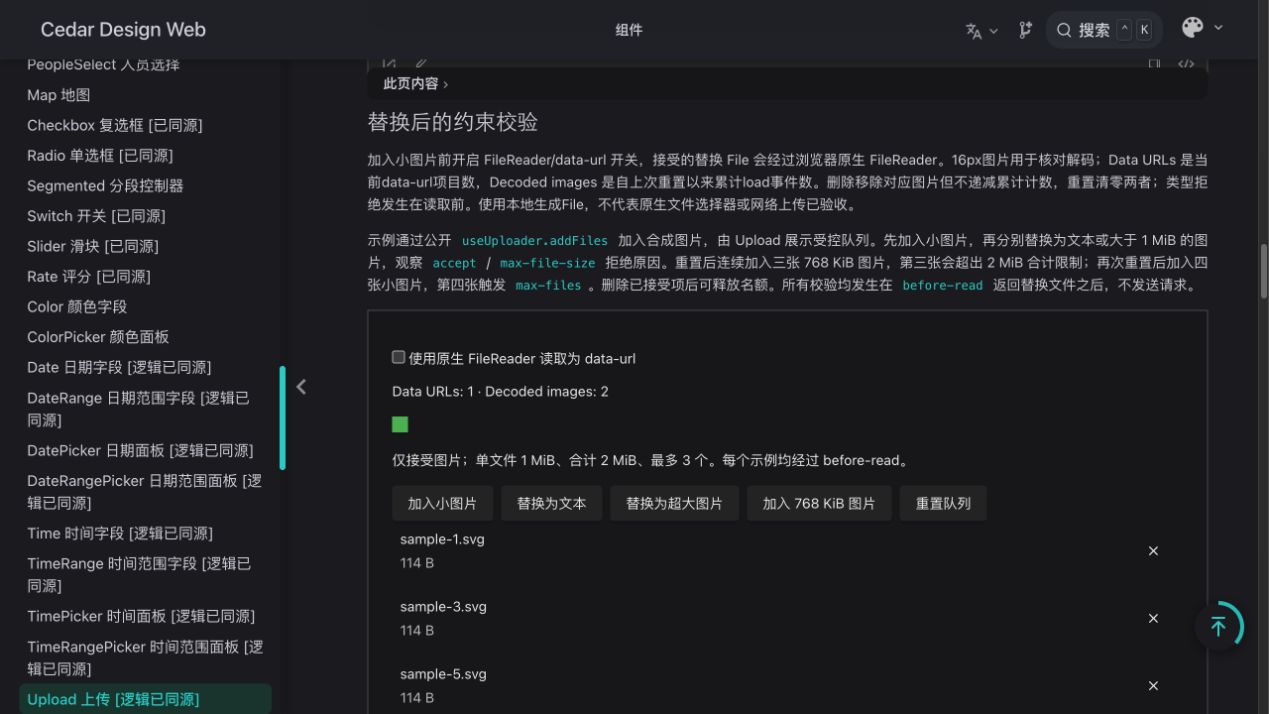 Cedar Design Web
组件
搜索 ^ K
PeopleSelect 人员选择
Map 地图
Checkbox 复选框 [已同源]
Radio 单选框 [已同源]
Segmented 分段控制器
Switch 开关 [已同源]
Slider 滑块 [已同源]
Rate 评分 [已同源]
Color 颜色字段
ColorPicker 颜色面板
Date 日期字段 [逻辑已同源]
DateRange 日期范围字段 [逻辑已
同源]
DatePicker 日期面板 [逻辑已同源]
DateRangePicker 日期范围面板 [逻
辑已同源]
Time 时间字段 [逻辑已同源]
TimeRange 时间范围字段 [逻辑已
同源]
TimePicker 时间面板 [逻辑已同源]
TimeRangePicker 时间范围面板 [逻
辑已同源]
Upload 上传 [逻辑已同源]
此页内容 ›
替换后的约束校验
加入小图片前开启 FileReader/data-url 开关，接受的替换 File 会经过浏览器原生 FileReader。16px图片用于核对解码；Data URLs 是当
前data-url项目数，Decoded images 是自上次重置以来累计load事件数。删除移除对应图片但不递减累计计数，重置清零两者；类型拒
绝发生在读取前。使用本地生成File，不代表原生文件选择器或网络上传已验收。
示例通过公开 useUploader.addFiles 加入合成图片，由 Upload 展示受控队列。先加入小图片，再分别替换为文本或大于 1 MiB 的图
片，观察 accept / max-file-size 拒绝原因。重置后连续加入三张 768 KiB 图片，第三张会超出 2 MiB 合计限制；再次重置后加入四
张小图片，第四张触发 max-files 。删除已接受项后可释放名额。所有校验均发生在 before-read 返回替换文件之后，不发送请求。
使用原生 FileReader 读取为 data-url
Data URLs: 1 · Decoded images: 2
仅接受图片；单文件 1 MiB、合计 2 MiB、最多 3 个。每个示例均经过 before-read。
加入小图片 替换为文本 替换为超大图片 加入 768 KiB 图片 重置队列
sample-1.svg
114 B
sample-3.svg
114 B
sample-5.svg
114 B